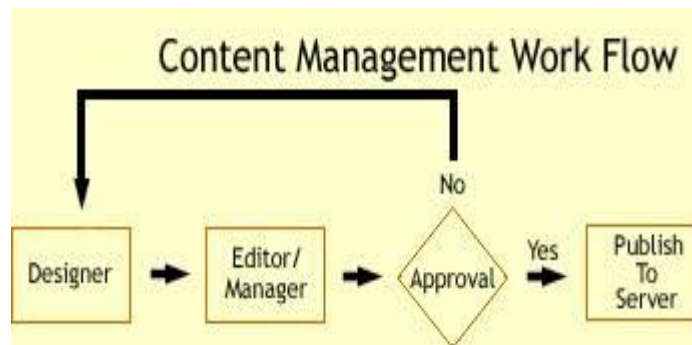 Content Management Work Flow
No
Designer
Editor/
Manager
Approval
Yes
Publish
To
Server